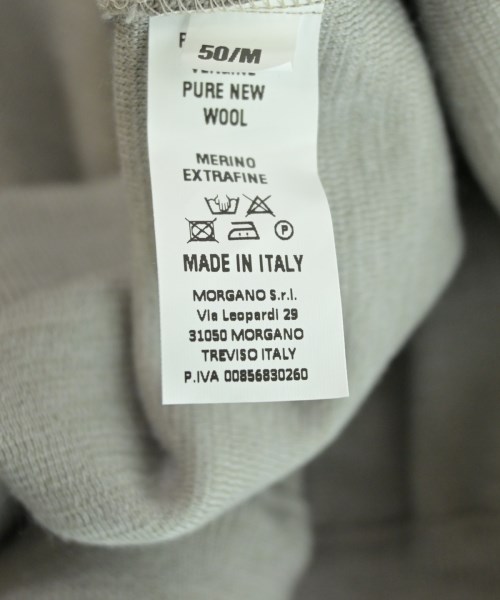 50/M
PURE NEW
WOOL
MERINO
EXTRAFINE
P
MADE IN ITALY
MORGANO S.r.l.
Via Leopardi 29
31050 MORGANO
TREVISO ITALY
P.IVA 00856830260